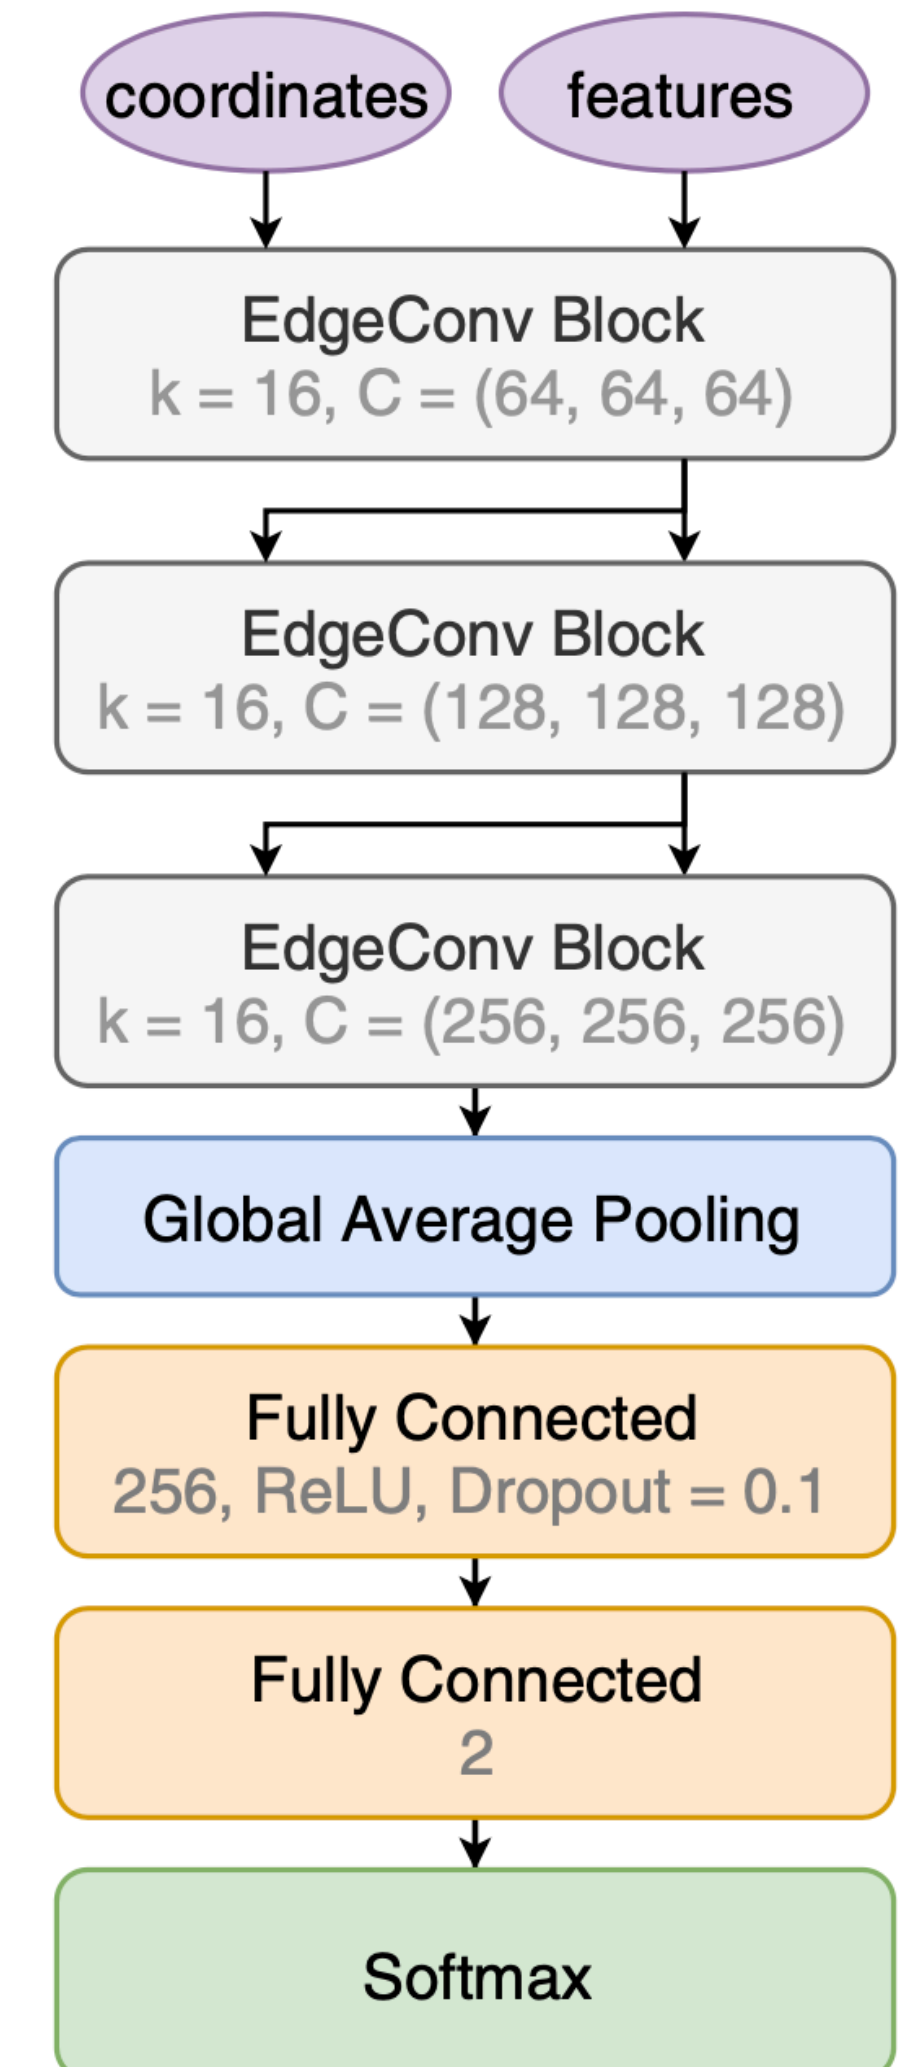 coordinates
features
EdgeConv Block
k = 16, C = (64, 64, 64)
EdgeConv Block
k = 16, C = (128, 128, 128)
EdgeConv Block
k = 16, C = (256, 256, 256)
Global Average Pooling
Fully Connected
256, ReLU, Dropout = 0.1
Fully Connected
2
Softmax